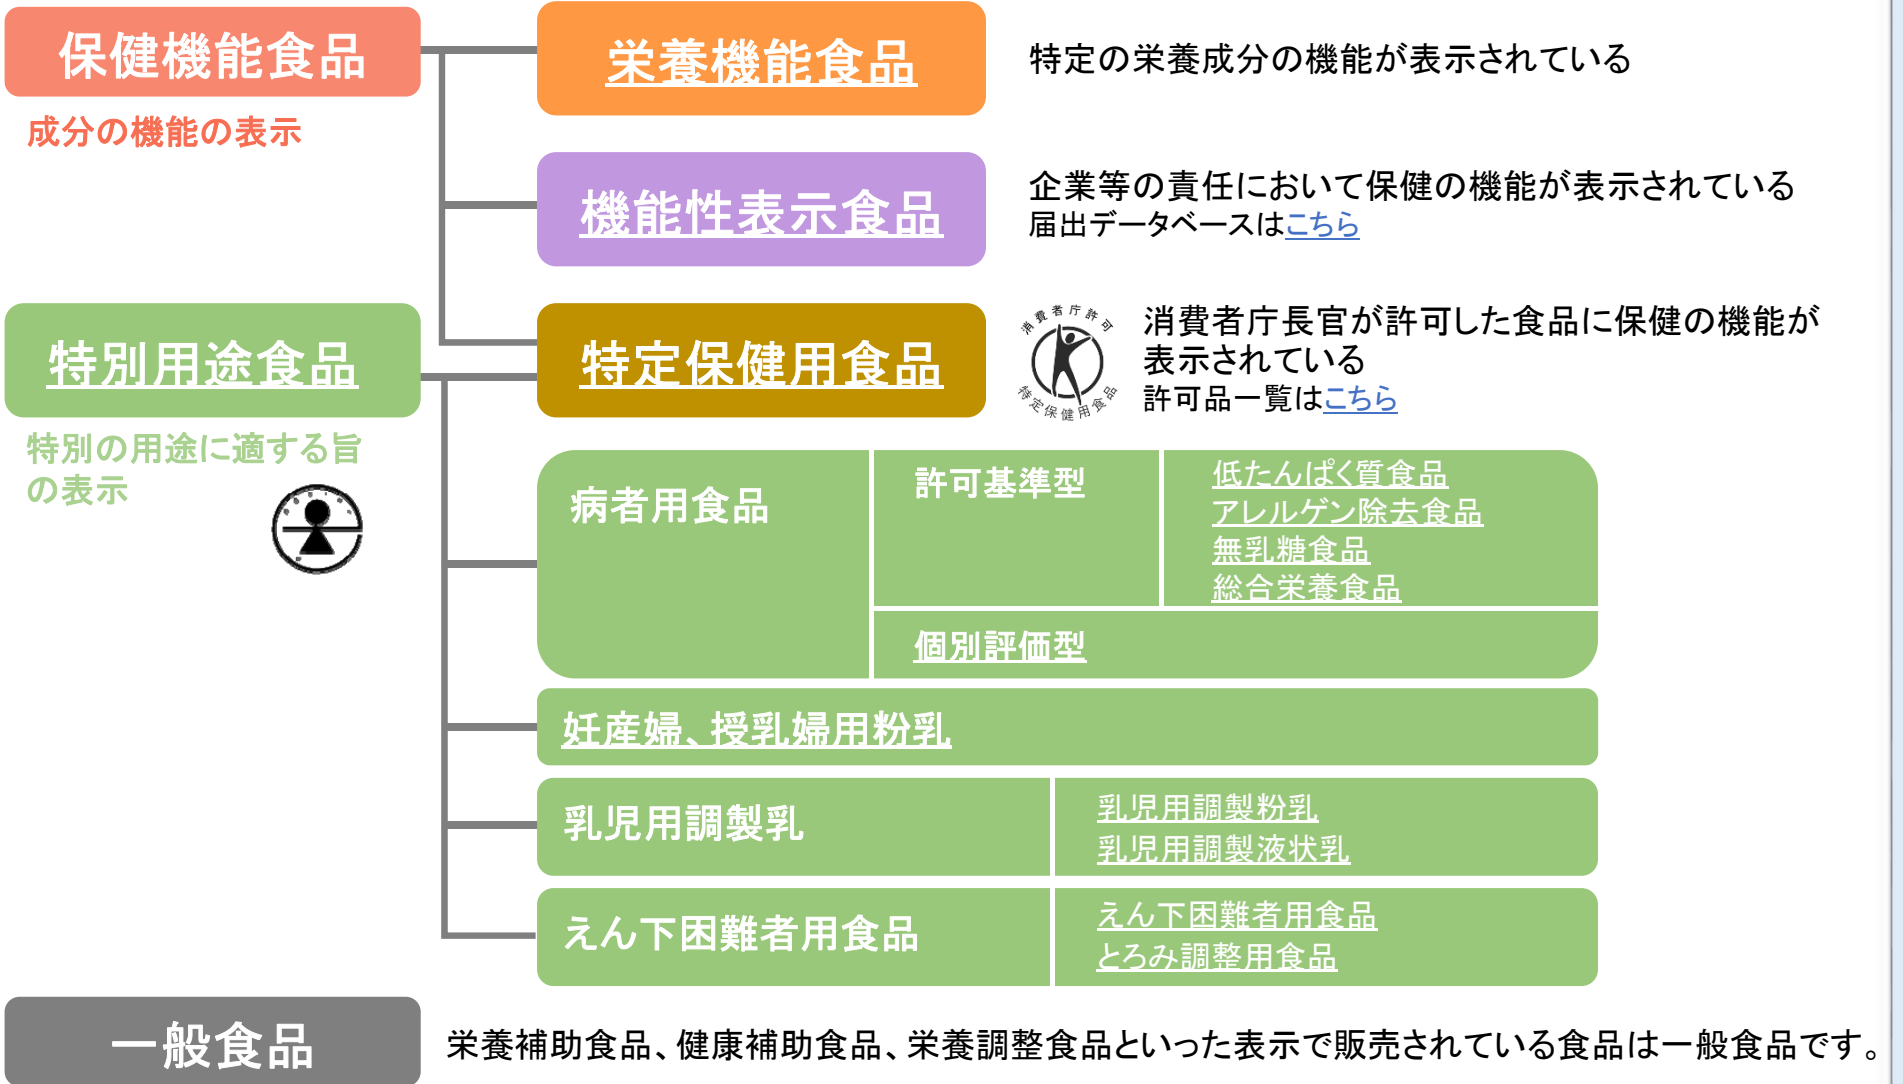 保健機能食品
成分の機能の表示
栄養機能食品
特定の栄養成分の機能が表示されている
機能性表示食品
企業等の責任において保健の機能が表示されている
届出データベースはこちら
特別用途食品
特別の用途に適する旨
の表示
特定保健用食品
消費者庁許可
特定保健用食品
消費者庁長官が許可した食品に保健の機能が
表示されている
許可品一覧はこちら
病者用食品
許可基準型
低たんぱく質食品
アレルゲン除去食品
無乳糖食品
総合栄養食品
個別評価型
妊産婦、授乳婦用粉乳
乳児用調製乳
乳児用調製粉乳
乳児用調製液状乳
えん下困難者用食品
えん下困難者用食品
とろみ調整用食品
一般食品
栄養補助食品、健康補助食品、栄養調整食品といった表示で販売されている食品は一般食品です。